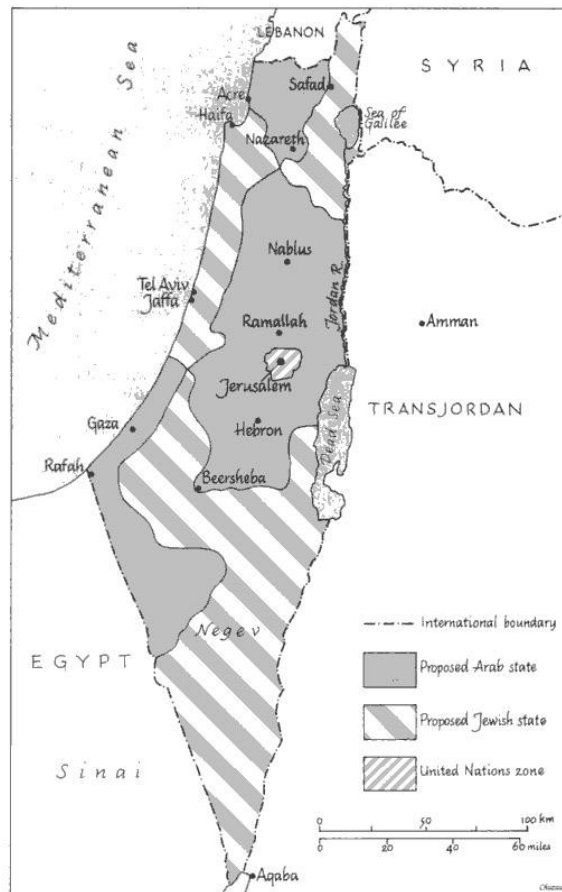 LEBANON
SYRIA
Safad
Acre
Haifa
Sea of
Galilee
Nazareth
Mediterranean Sea
Nablus
Tel Aviv
Jaffa
Jordan R.
Ramallah
Amman
Jerusalem
TRANSJORDAN
Gaza
Hebron
Dead Sea
Rafah
Beersheba
International boundary
Negev
EGYPT
Proposed Arab state
Proposed Jewish state
Sinai
United Nations zone
0 50 100 km
0 20 40 60 miles
Aqaba